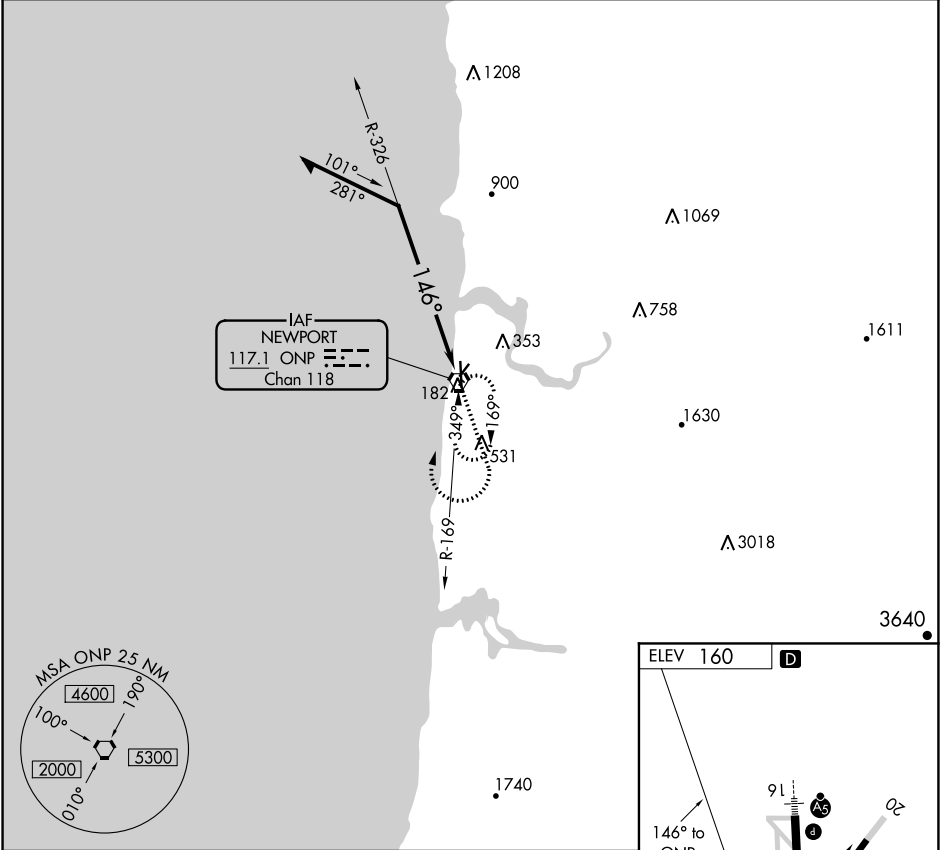 1208
R-326
101°
281°
900
1069
146°
758
IAF
NEWPORT
117.1 ONP
Chan 118
353
1611
182
349°
169°
1630
531
R-169
3018
3640
MSA ONP 25 NM
4600
190°
100°
5300
2000
010°
1740
ELEV 160 D
16
A5
20
P
146° to
ONP